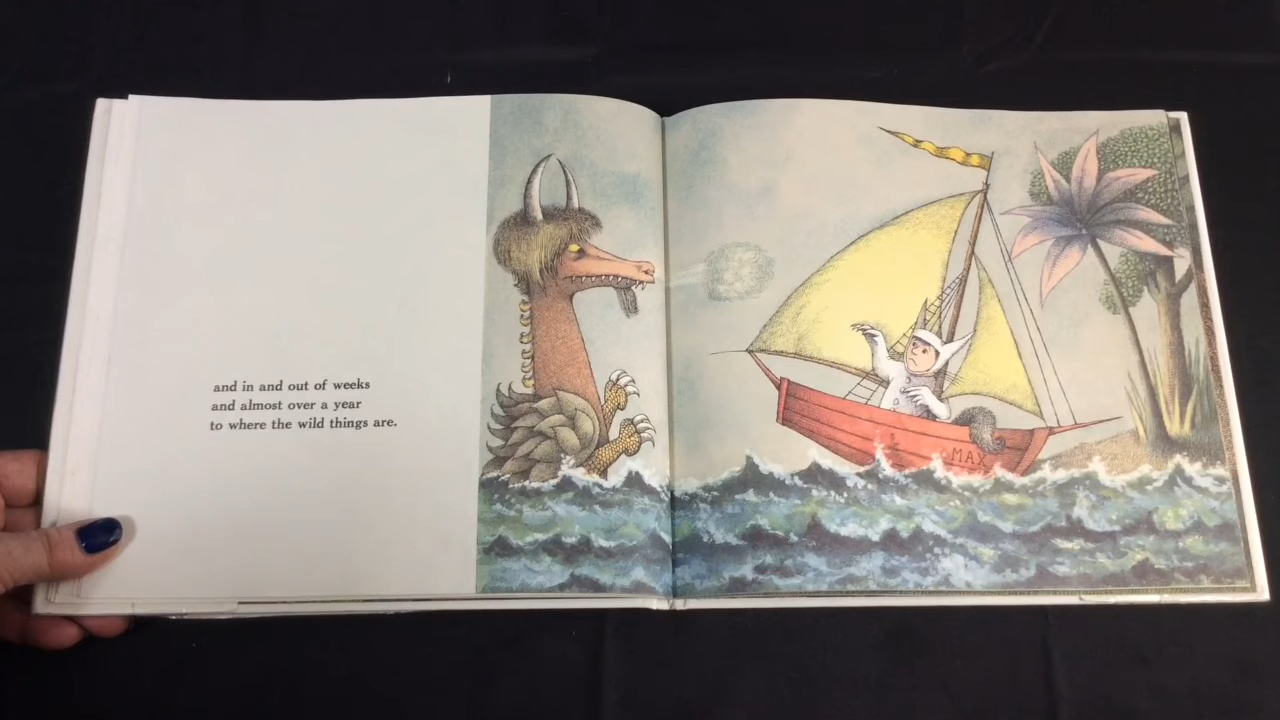 and in and out of weeks
and almost over a year
to where the wild things are.
MAX